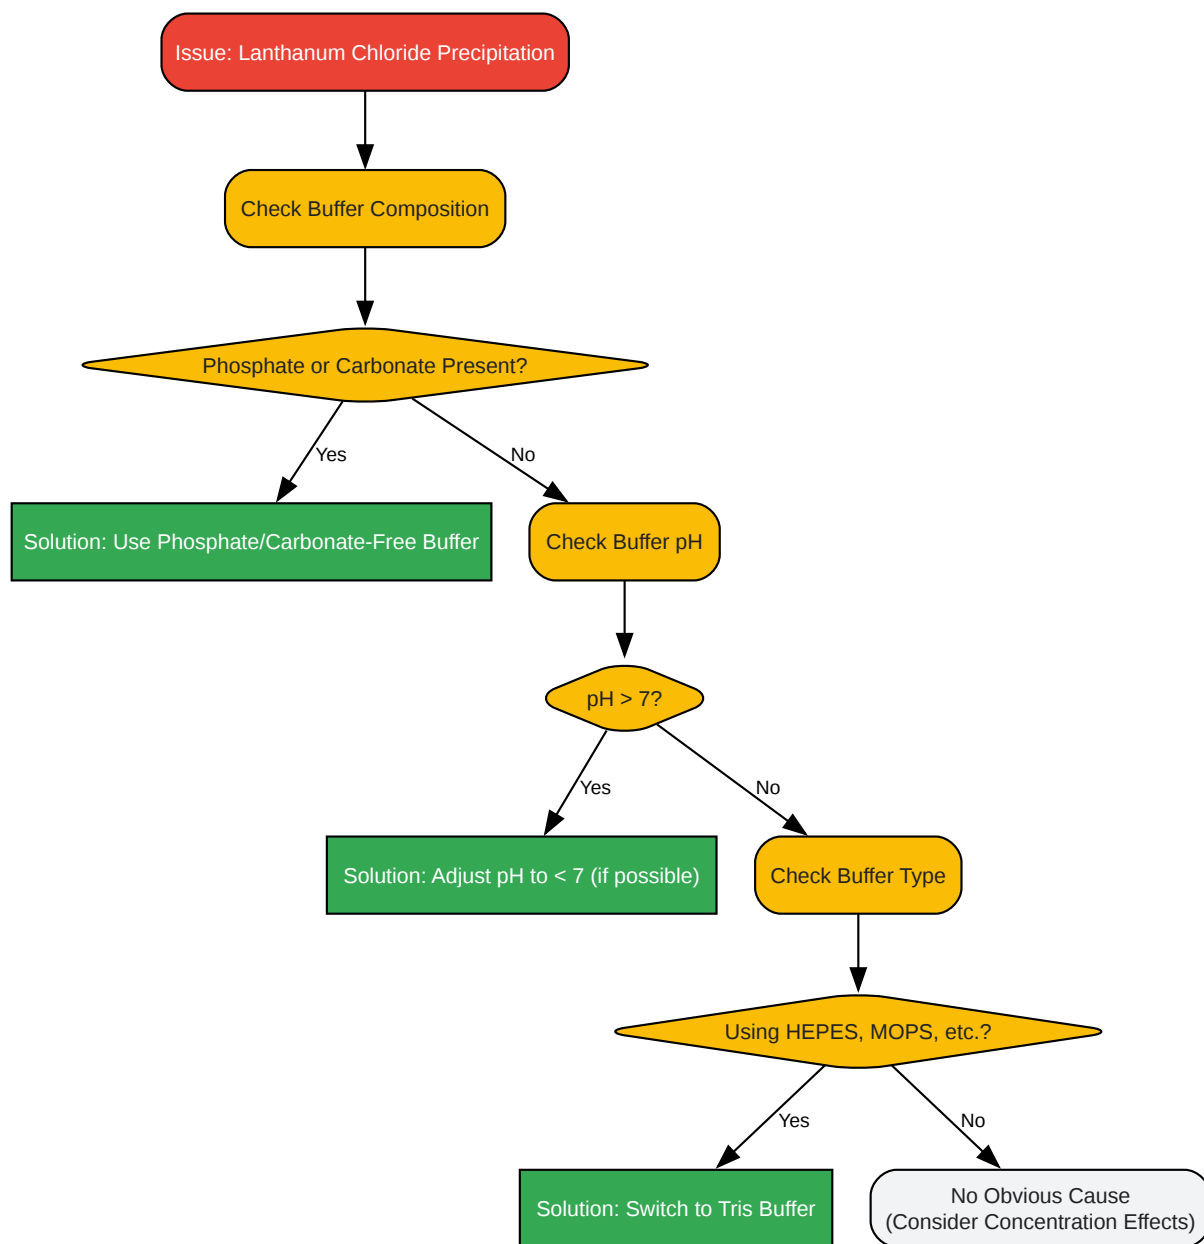 Issue: Lanthanum Chloride Precipitation
Check Buffer Composition
Phosphate or Carbonate Present?
Yes
No
Solution: Use Phosphate/Carbonate-Free Buffer
Check Buffer pH
pH > 7?
Yes
No
Solution: Adjust pH to < 7 (if possible)
Check Buffer Type
Using HEPES, MOPS, etc.?
Yes
No
Solution: Switch to Tris Buffer
No Obvious Cause
(Consider Concentration Effects)